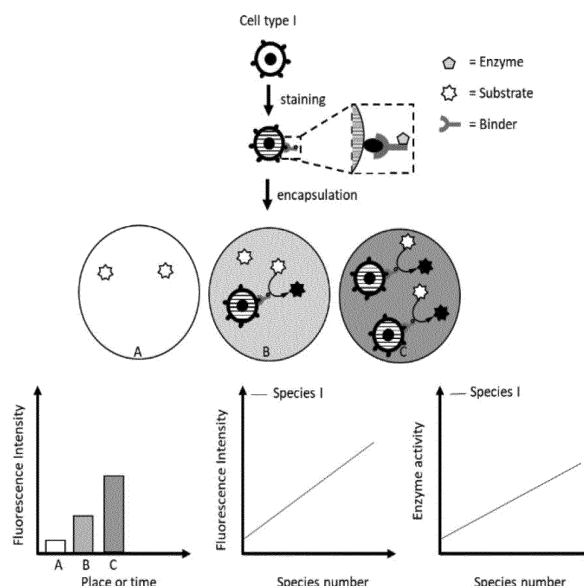 Cell type I
= Enzyme
= Substrate
= Binder
staining
encapsulation
A
B
C
Fluorescence Intensity
A B C
Place or time
Fluorescence Intensity
Species I
Species number
Enzyme activity
Species I
Species number